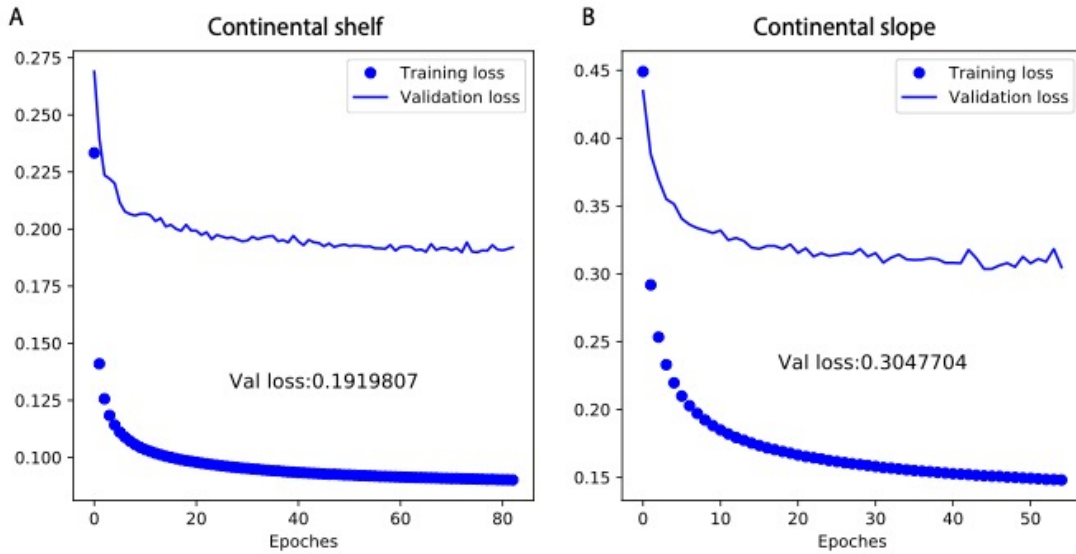 A
Continental shelf
0.275
0.250
0.225
0.200
0.175
0.150
0.125
0.100
Training loss
Validation loss
Val loss:0.1919807
0
20
40
60
80
Epoches
B
Continental slope
0.45
0.40
0.35
0.30
0.25
0.20
0.15
Training loss
Validation loss
Val loss:0.3047704
0
10
20
30
40
50
Epoches